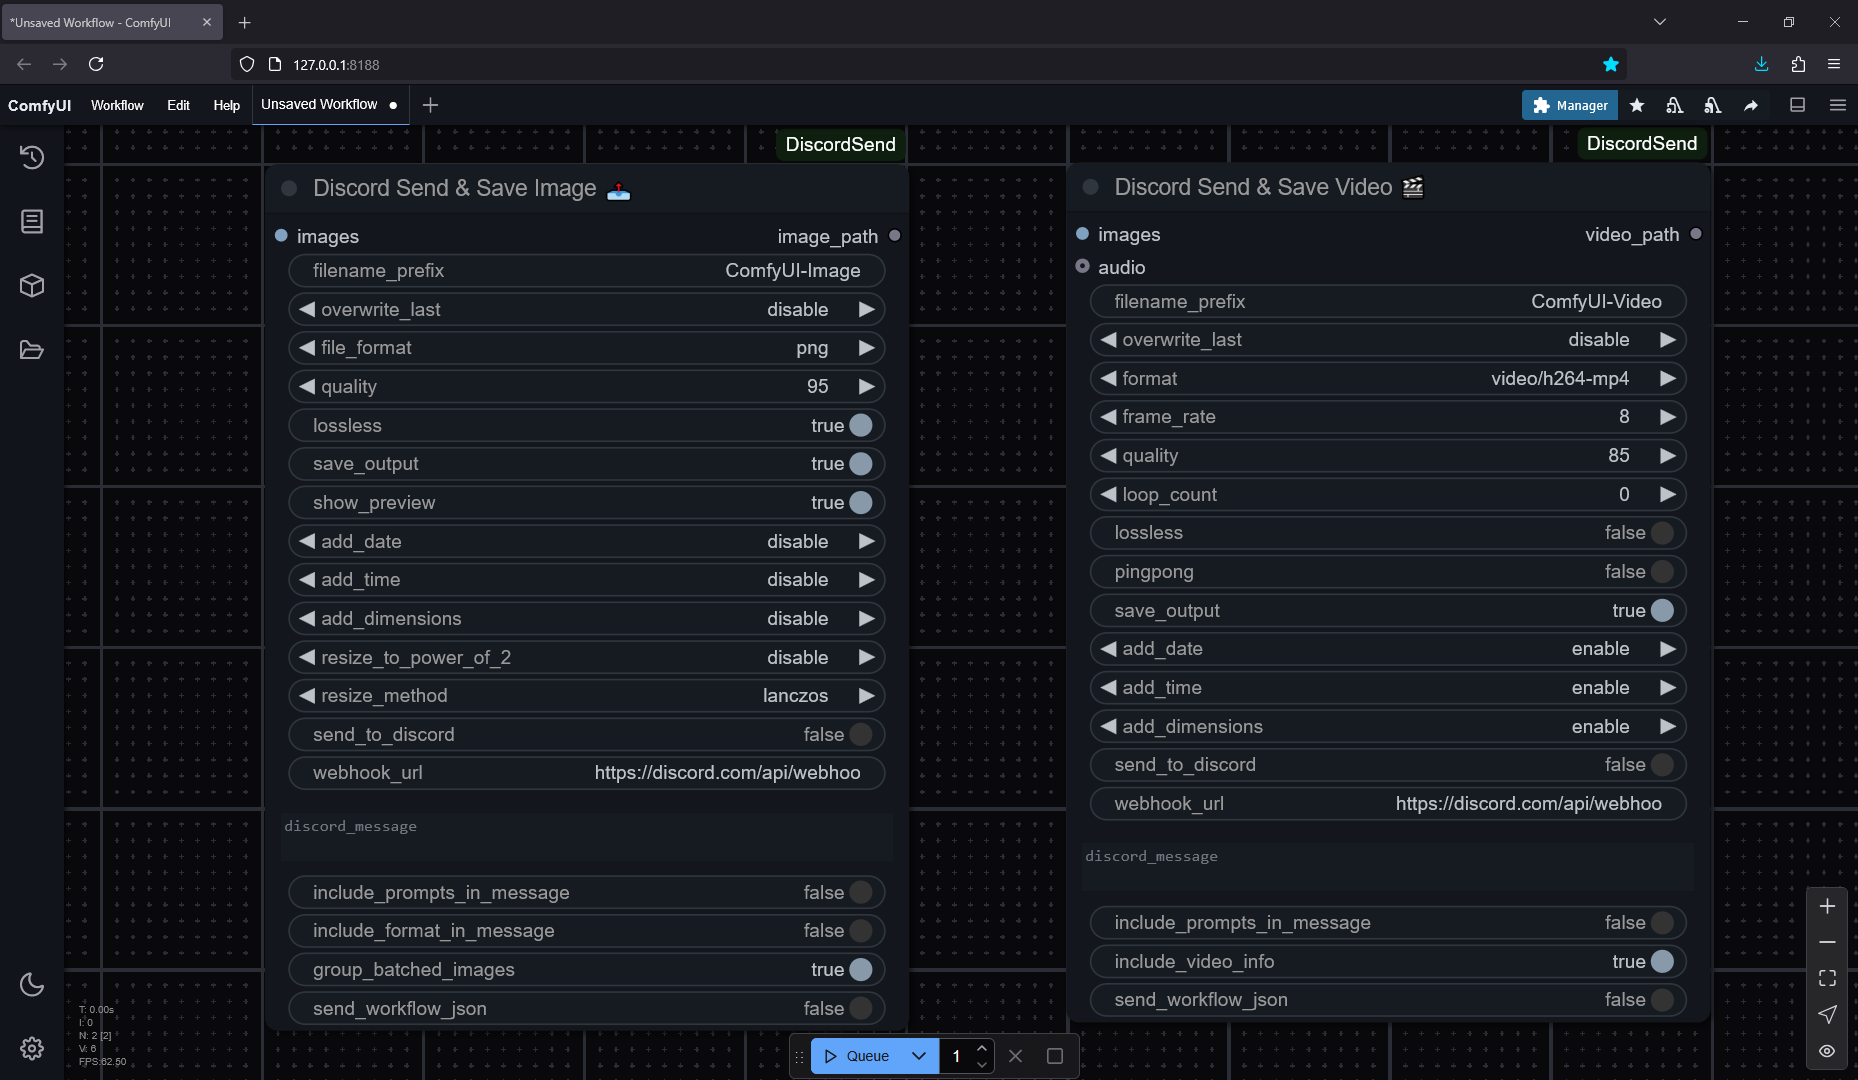 *Unsaved Workflow - ComfyUI
127.0.0.1:8188
ComfyUI Workflow Edit Help Unsaved Workflow Manager
DiscordSend
Discord Send & Save Image
images image_path
filename_prefix ComfyUI-Image
overwrite_last disable
file_format png
quality 95
lossless true
save_output true
show_preview true
add_date disable
add_time disable
add_dimensions disable
resize_to_power_of_2 disable
resize_method lanczos
send_to_discord false
webhook_url https://discord.com/api/webhoo
discord_message
include_prompts_in_message false
include_format_in_message false
group_batched_images true
send_workflow_json false
DiscordSend
Discord Send & Save Video
images video_path
audio
filename_prefix ComfyUI-Video
overwrite_last disable
format video/h264-mp4
frame_rate 8
quality 85
loop_count 0
lossless false
pingpong false
save_output true
add_date enable
add_time enable
add_dimensions enable
send_to_discord false
webhook_url https://discord.com/api/webhoo
discord_message
include_prompts_in_message false
include_video_info true
send_workflow_json false
T: 0.00s
I: 0
N: 2 [2]
V: 6
FPS:62.50
Queue 1